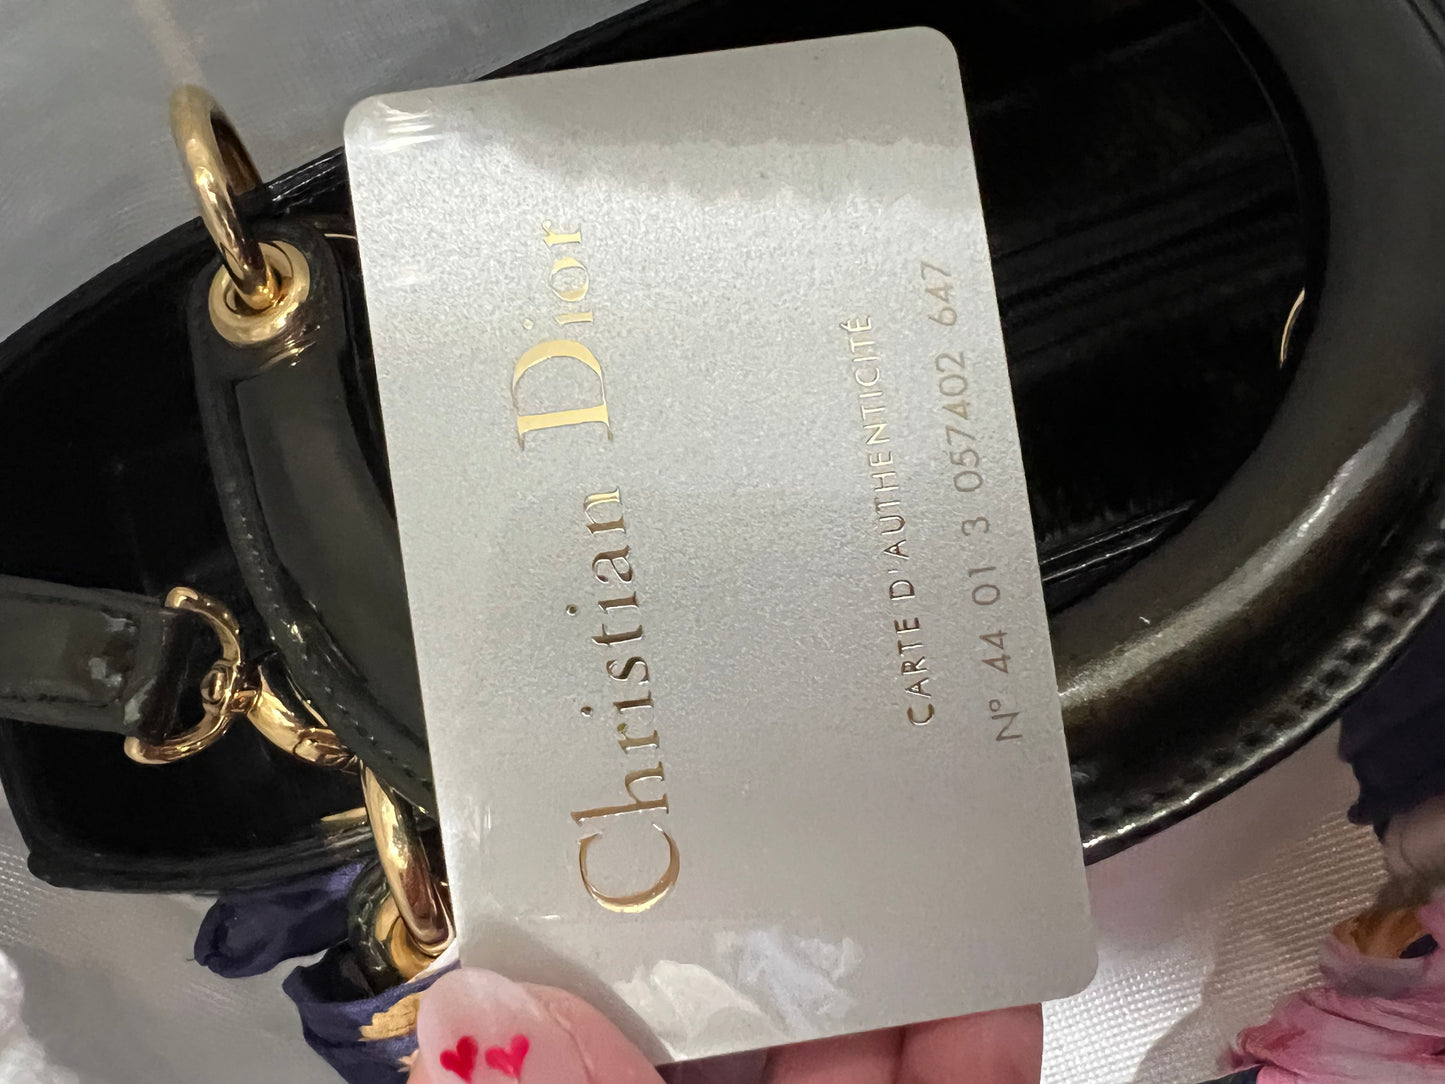 Christian Dior
CARTE D'AUTHENTICITÉ
N° 44 01 3 057402 647